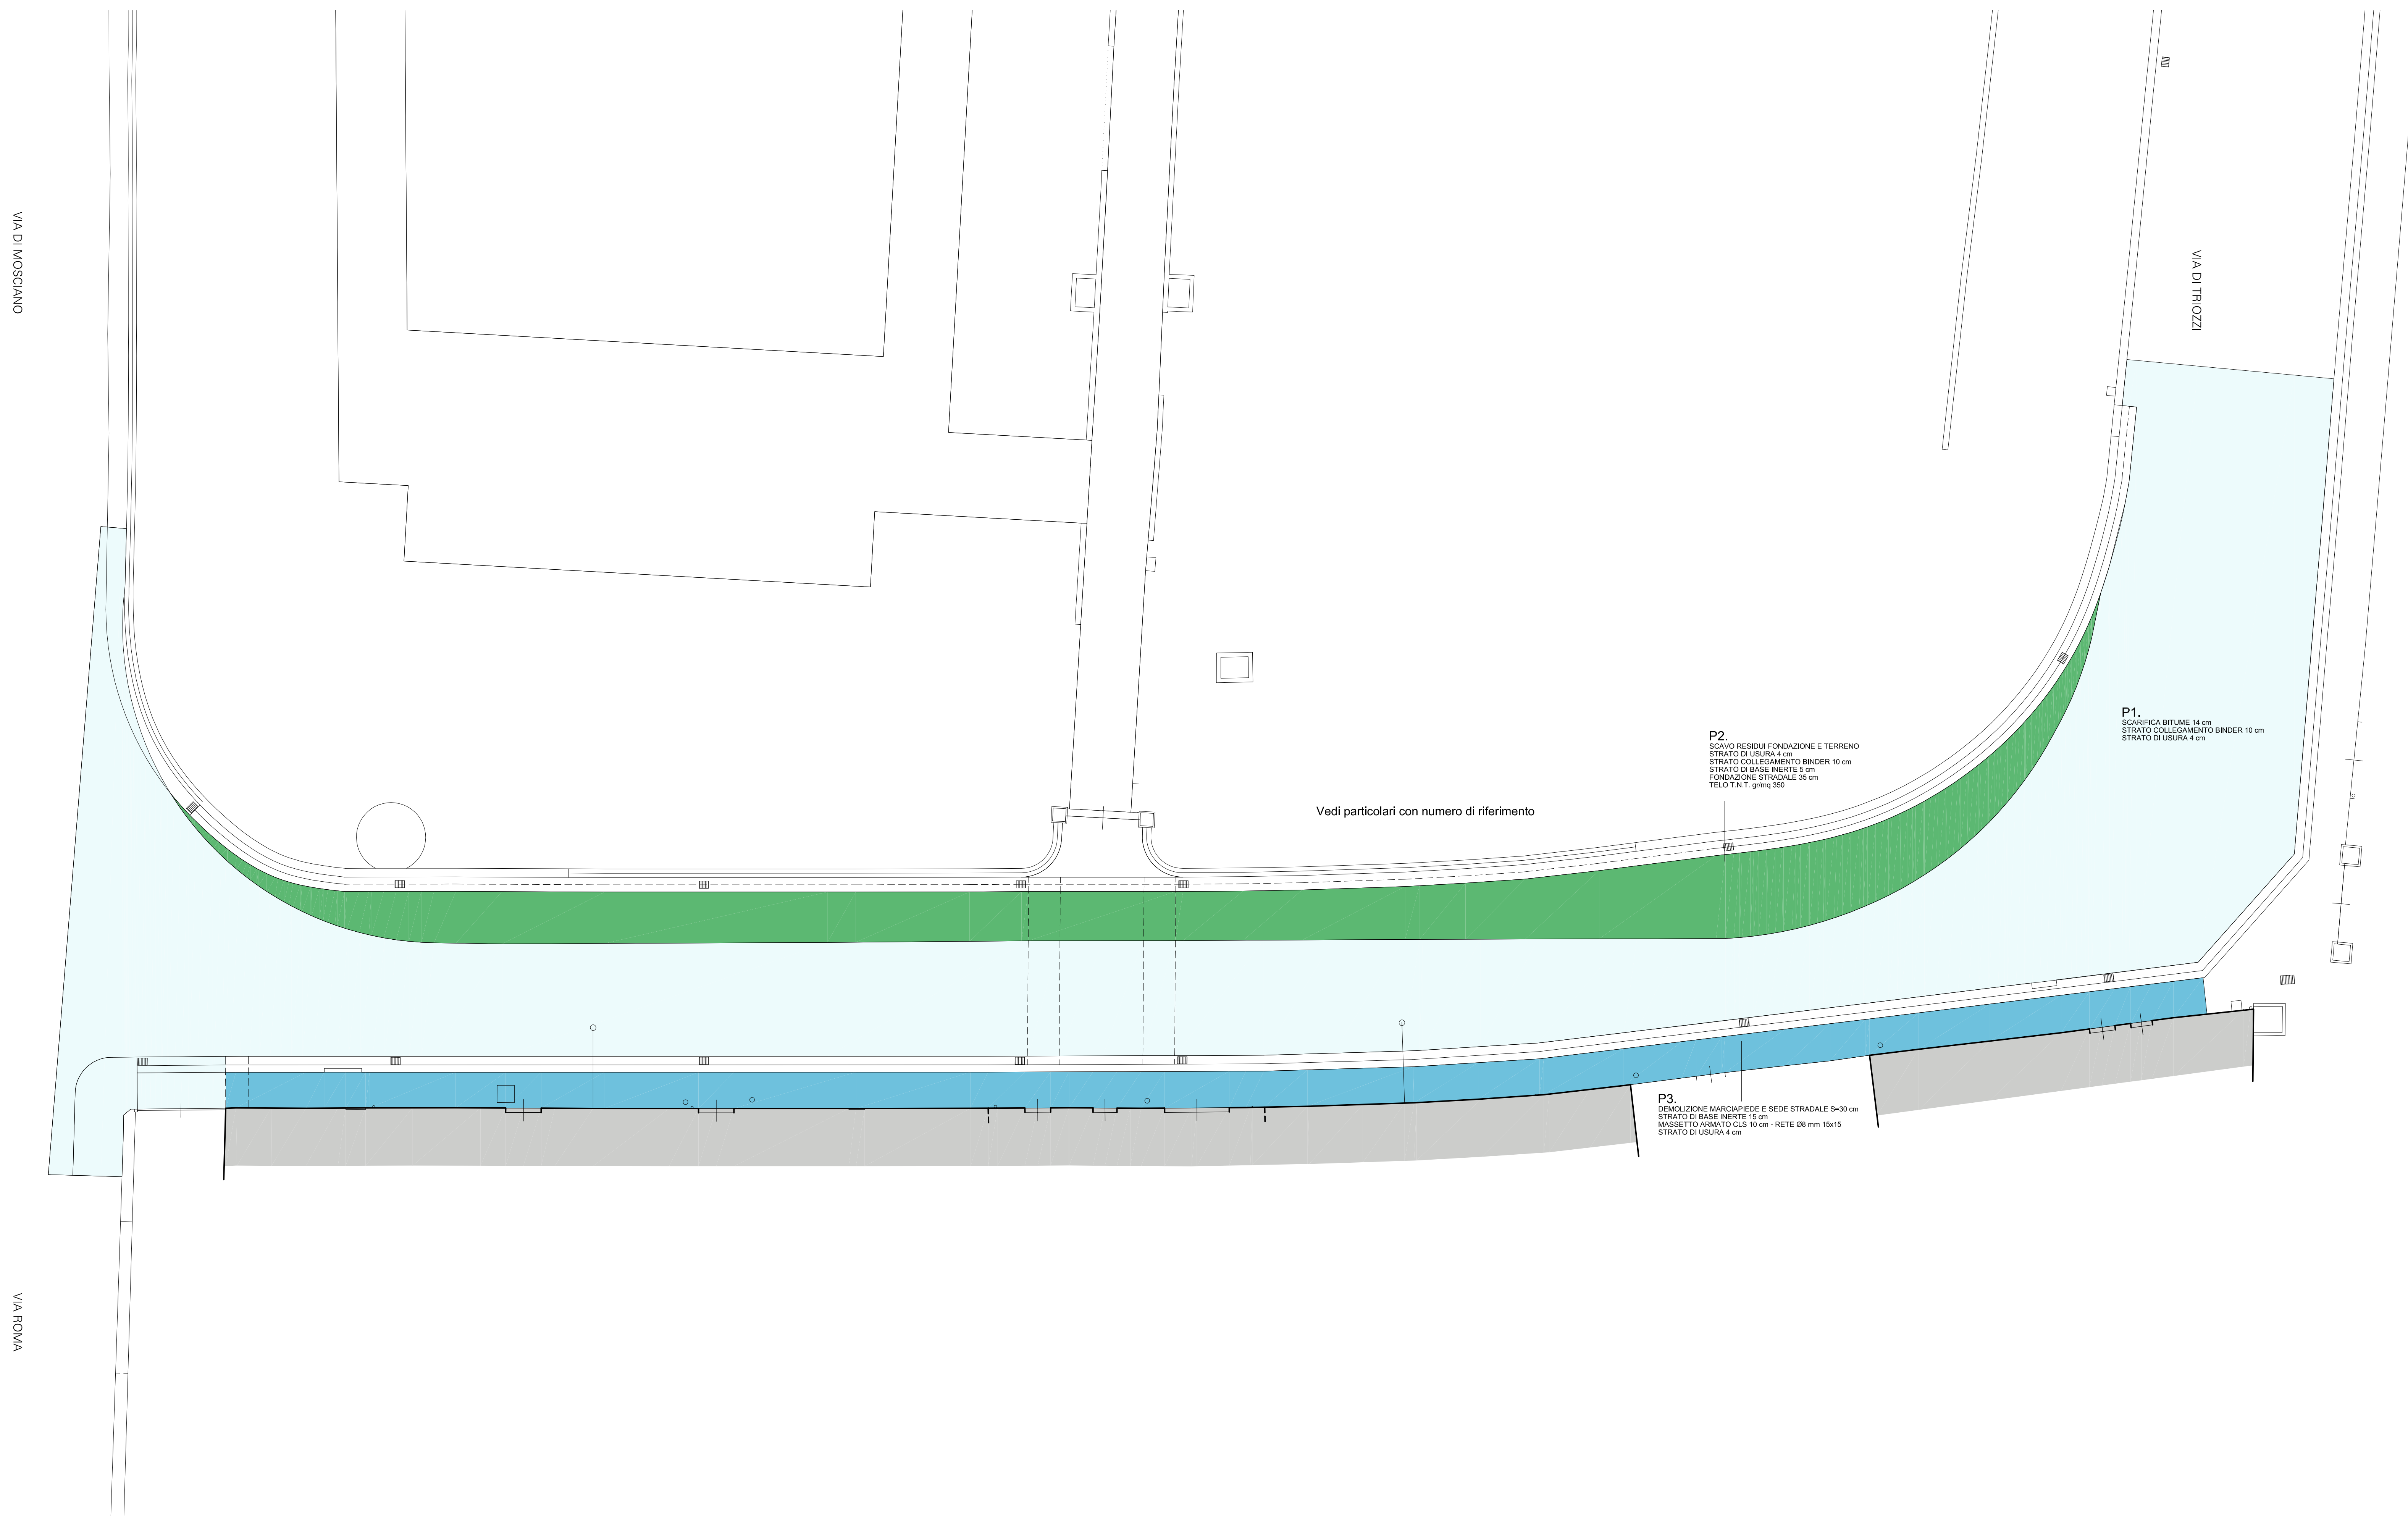 VIA DI MOSCIANO
VIA DI TRIOZZI
P1.
SCARIFICA BITUME 14 cm
STRATO COLLEGAMENTO BINDER 10 cm
STRATO DI USURA 4 cm
P2.
SCAVO RESIDUI FONDAZIONE E TERRENO
STRATO DI USURA 4 cm
STRATO COLLEGAMENTO BINDER 10 cm
STRATO DI BASE INERTE 5 cm
FONDAZIONE STRADALE 35 cm
TELO T.N.T. gr/mq 350
Vedi particolari con numero di riferimento
P3.
DEMOLIZIONE MARCIAPIEDE E SEDE STRADALE S=30 cm
STRATO DI BASE INERTE 15 cm
MASSETTO ARMATO CLS 10 cm - RETE Ø8 mm 15x15
STRATO DI USURA 4 cm
VIA ROMA